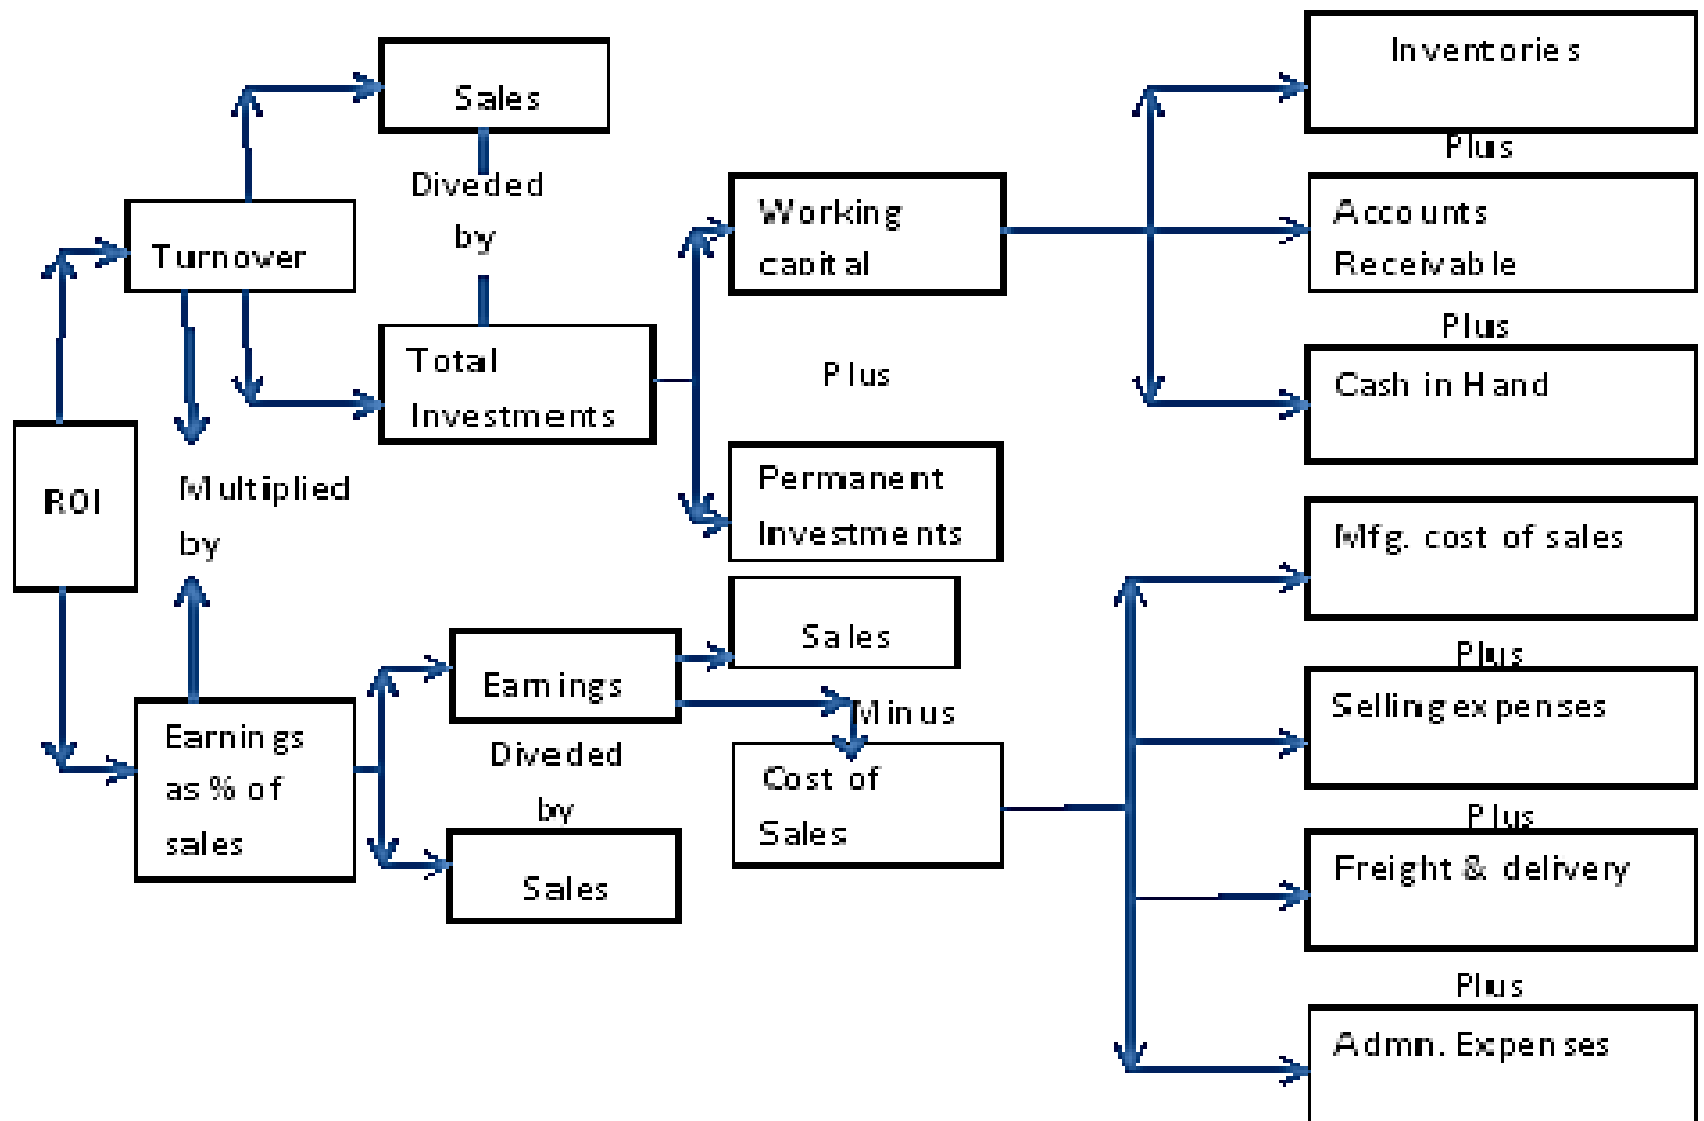 Inventories
Sales
Plus
Diveded
by
Working
capital
Accounts
Receivable
Turnover
Plus
Total
Investments
Plus
Cash in Hand
ROI
Multiplied
by
Permanent
Investments
Mfg. cost of sales
Sales
Plus
Earnings
Minus
Selling expenses
Earnings
as % of
sales
Diveded
by
Cost of
Sales
Plus
Sales
Freight & delivery
Plus
Admn. Expenses